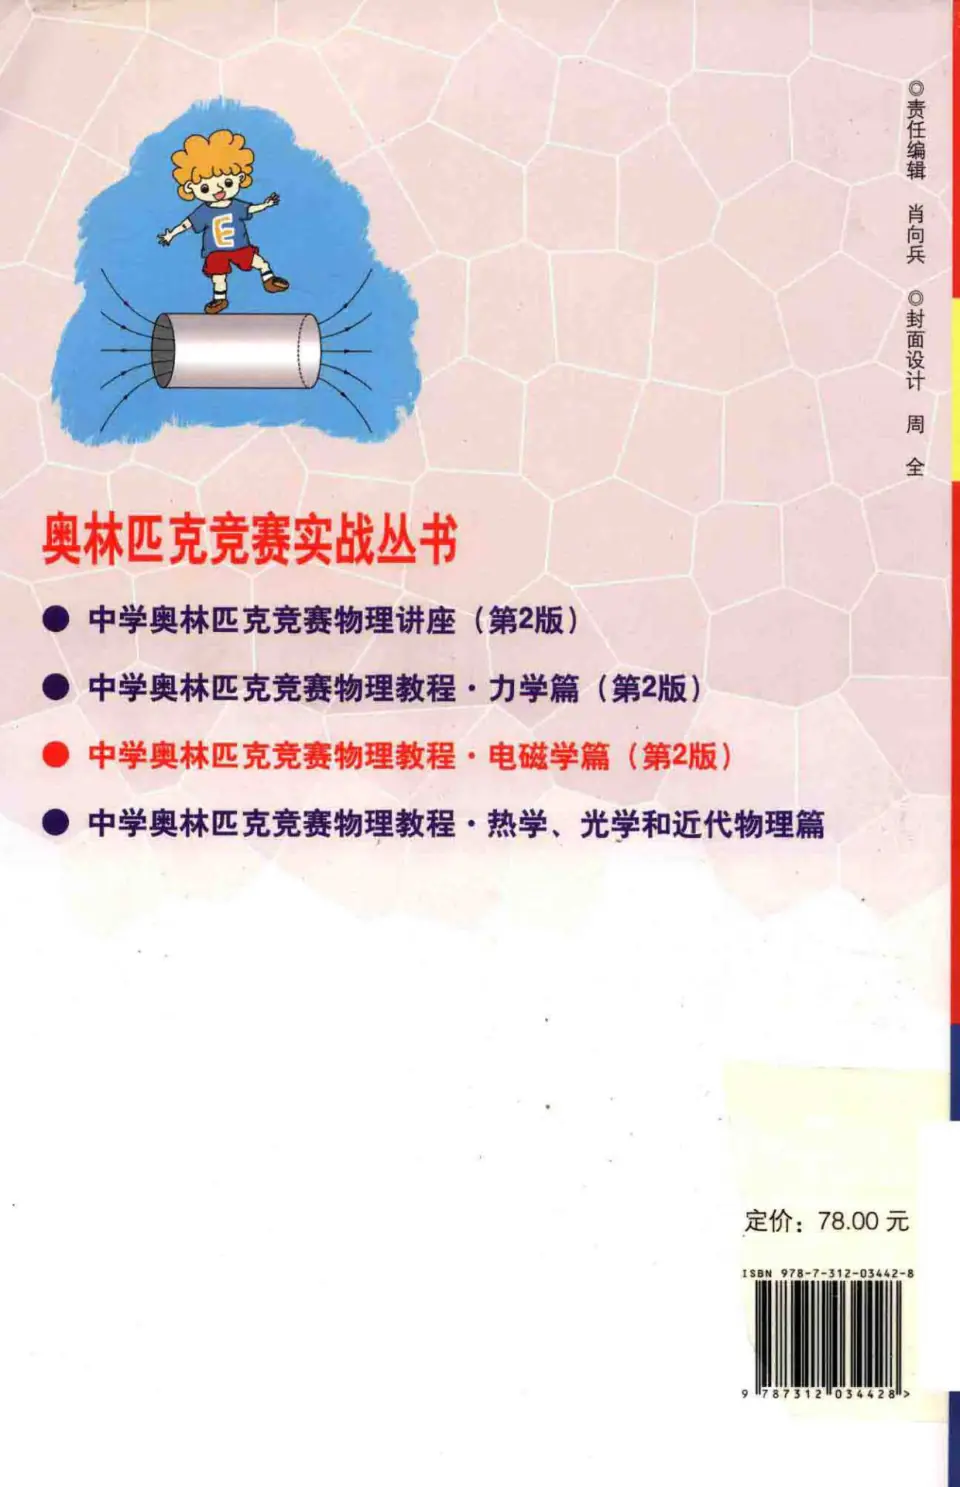 ◎责任编辑 肖向兵 ◎封面设计 周 全
E
奥林匹克竞赛实战丛书
● 中学奥林匹克竞赛物理讲座（第2版）
● 中学奥林匹克竞赛物理教程·力学篇（第2版）
● 中学奥林匹克竞赛物理教程·电磁学篇（第2版）
● 中学奥林匹克竞赛物理教程·热学、光学和近代物理篇
定价：78.00 元
ISBN 978-7-312-03442-8
9 787312 034428 >